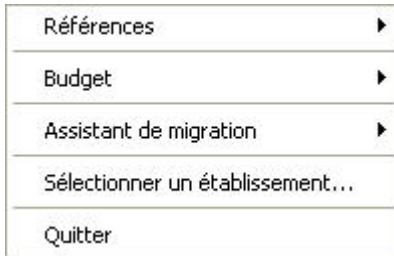 Références
Budget
Assistant de migration
Sélectionner un établissement...
Quitter